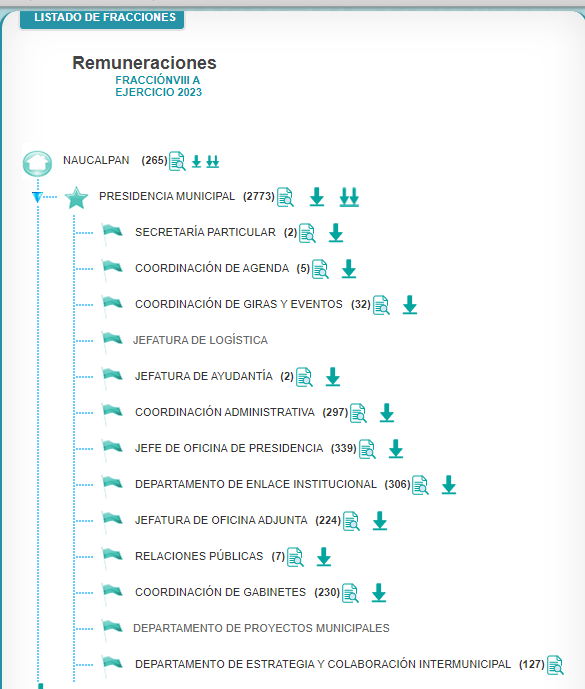 LISTADO DE FRACCIONES
Remuneraciones
FRACCIÓNVIII A
EJERCICIO 2023
NAUCALPAN (265)
PRESIDENCIA MUNICIPAL (2773)
SECRETARÍA PARTICULAR (2)
COORDINACIÓN DE AGENDA (5)
COORDINACIÓN DE GIRAS Y EVENTOS (32)
JEFATURA DE LOGÍSTICA
JEFATURA DE AYUDANTÍA (2)
COORDINACIÓN ADMINISTRATIVA (297)
JEFE DE OFICINA DE PRESIDENCIA (339)
DEPARTAMENTO DE ENLACE INSTITUCIONAL (306)
JEFATURA DE OFICINA ADJUNTA (224)
RELACIONES PÚBLICAS (7)
COORDINACIÓN DE GABINETES (230)
DEPARTAMENTO DE PROYECTOS MUNICIPALES
DEPARTAMENTO DE ESTRATEGIA Y COLABORACIÓN INTERMUNICIPAL (127)